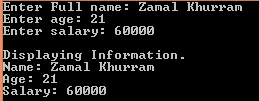 Enter Full name: Zamal Khurram
Enter age: 21
Enter salary: 60000
Displaying Information.
Name: Zamal Khurram
Age: 21
Salary: 60000